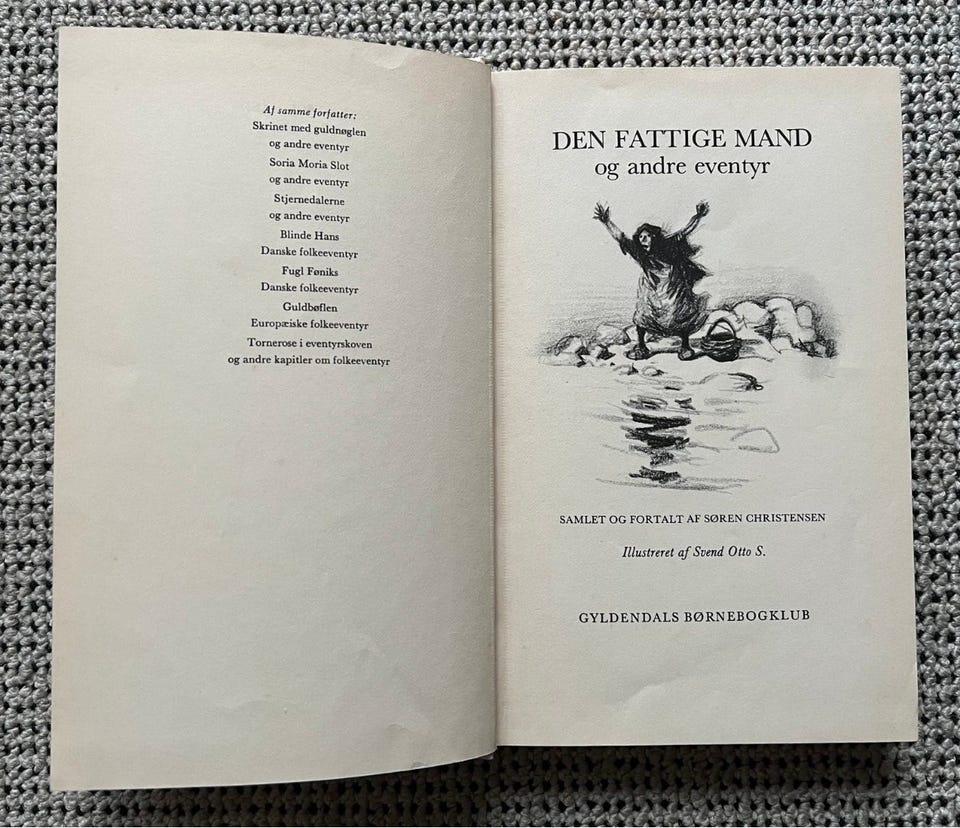 Af samme forfatter:
Skrinet med guldnøglen
og andre eventyr
Soria Moria Slot
og andre eventyr
Stjernedalerne
og andre eventyr
Blinde Hans
Danske folkeeventyr
Fugl Føniks
Danske folkeeventyr
Guldbøflen
Europæiske folkeeventyr
Tornerose i eventyrskoven
og andre kapitler om folkeeventyr
DEN FATTIGE MAND
og andre eventyr
SAMLET OG FORTALT AF SØREN CHRISTENSEN
Illustreret af Svend Otto S.
GYLDENDALS BØRNEBOGKLUB